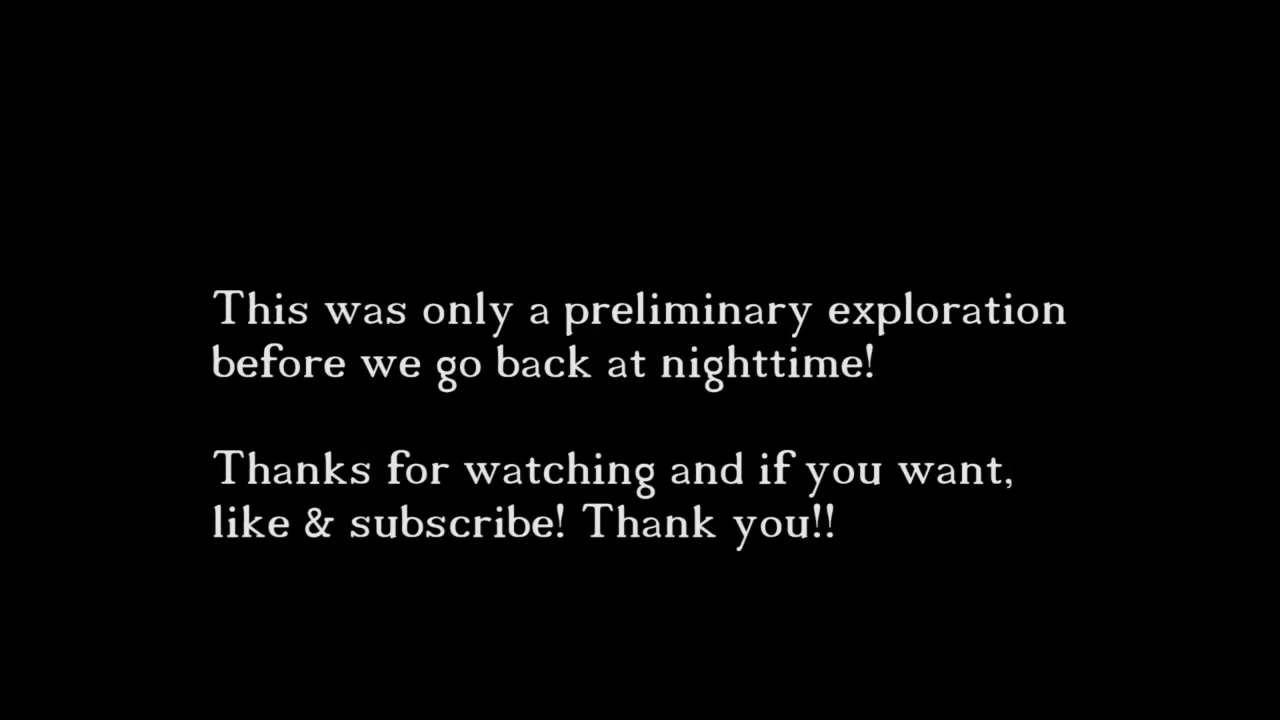 This was only a preliminary exploration
before we go back at nighttime!
Thanks for watching and if you want,
like & subscribe! Thank you!!